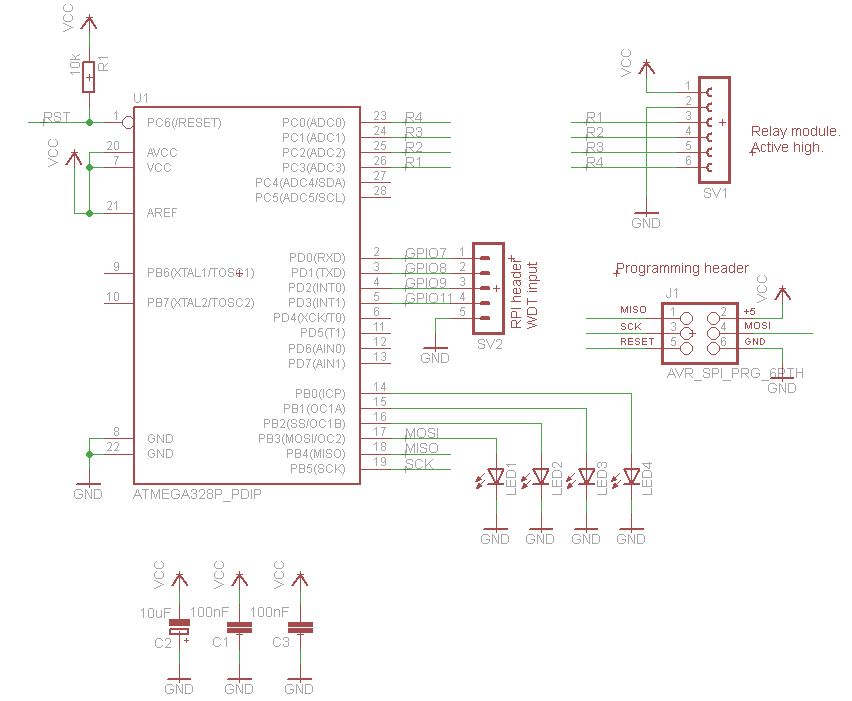 VCC
10k
R1
RST
U1
1
PC6(/RESET)
VCC
20
AVCC
7
VCC
21
AREF
9
PB6(XTAL1/TOSC1)
10
PB7(XTAL2/TOSC2)
8
GND
22
GND
GND
ATMEGA328P_PDIP
PC0(ADC0)
23
R4
PC1(ADC1)
24
R3
PC2(ADC2)
25
R2
PC3(ADC3)
26
R1
PC4(ADC4/SDA)
27
PC5(ADC5/SCL)
28
PD0(RXD)
2
GPIO7
1
PD1(TXD)
3
GPIO8
2
PD2(INT0)
4
GPIO9
3
PD3(INT1)
5
GPIO11
4
PD4(XCK/T0)
6
5
PD5(T1)
11
PD6(AIN0)
12
PD7(AIN1)
13
GND
SV2
RPI header
WDT input
PB0(ICP)
14
PB1(OC1A)
15
PB2(SS/OC1B)
16
PB3(MOSI/OC2)
17
MOSI
PB4(MISO)
18
MISO
PB5(SCK)
19
SCK
LED1
LED2
LED3
LED4
GND
GND
GND
GND
VCC
1
2
R1
3
R2
4
R3
5
R4
6
GND
SV1
Relay module.
Active high.
Programming header
J1
VCC
MISO
1
2
+5
SCK
3
4
MOSI
RESET
5
6
GND
AVR_SPI_PRG_6PTH
GND
VCC
VCC
VCC
10uF
100nF
100nF
C2
C1
C3
GND
GND
GND